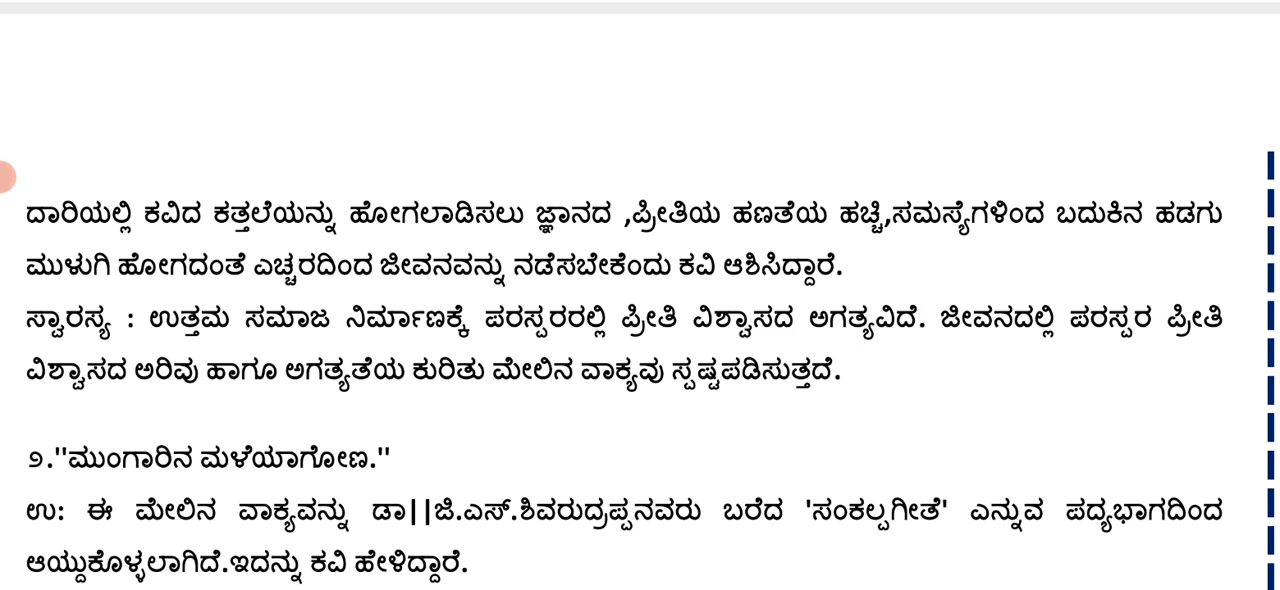 ದಾರಿಯಲ್ಲಿ ಕವಿದ ಕತ್ತಲೆಯನ್ನು ಹೋಗಲಾಡಿಸಲು ಜ್ಞಾನದ ,ಪ್ರೀತಿಯ ಹಣತೆಯ ಹಚ್ಚಿ,ಸಮಸ್ಯೆಗಳಿಂದ ಬದುಕಿನ ಹಡಗು
ಮುಳುಗಿ ಹೋಗದಂತೆ ಎಚ್ಚರದಿಂದ ಜೀವನವನ್ನು ನಡೆಸಬೇಕೆಂದು ಕವಿ ಆಶಿಸಿದ್ದಾರೆ.
ಸ್ವಾರಸ್ಯ : ಉತ್ತಮ ಸಮಾಜ ನಿರ್ಮಾಣಕ್ಕೆ ಪರಸ್ಪರರಲ್ಲಿ ಪ್ರೀತಿ ವಿಶ್ವಾಸದ ಅಗತ್ಯವಿದೆ. ಜೀವನದಲ್ಲಿ ಪರಸ್ಪರ ಪ್ರೀತಿ
ವಿಶ್ವಾಸದ ಅರಿವು ಹಾಗೂ ಅಗತ್ಯತೆಯ ಕುರಿತು ಮೇಲಿನ ವಾಕ್ಯವು ಸ್ಪಷ್ಟಪಡಿಸುತ್ತದೆ.
೨."ಮುಂಗಾರಿನ ಮಳೆಯಾಗೋಣ."
ಉ: ಈ ಮೇಲಿನ ವಾಕ್ಯವನ್ನು ಡಾ||ಜಿ.ಎಸ್.ಶಿವರುದ್ರಪ್ಪನವರು ಬರೆದ 'ಸಂಕಲ್ಪಗೀತೆ' ಎನ್ನುವ ಪದ್ಯಭಾಗದಿಂದ
ಆಯ್ದುಕೊಳ್ಳಲಾಗಿದೆ.ಇದನ್ನು ಕವಿ ಹೇಳಿದ್ದಾರೆ.